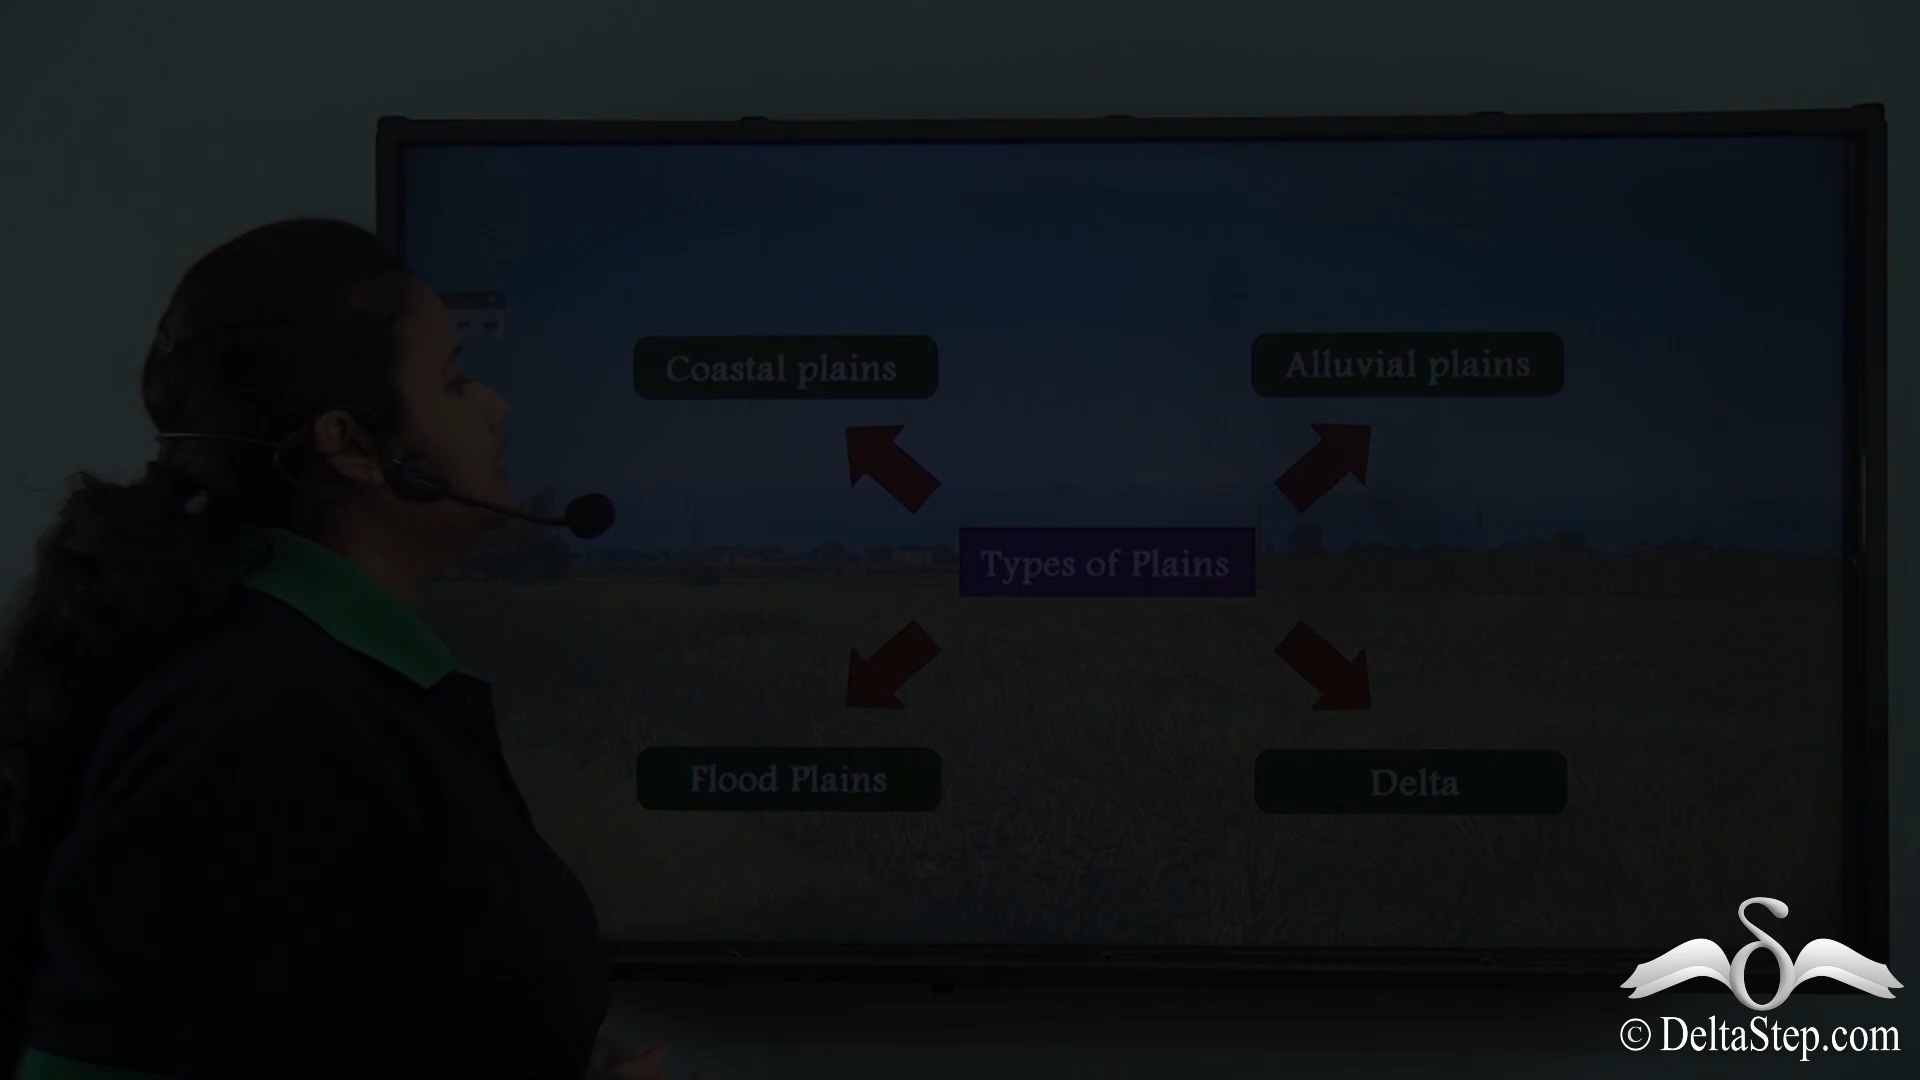 Coastal plains
Alluvial plains
Types of Plains
Flood Plains
Delta
© DeltaStep.com